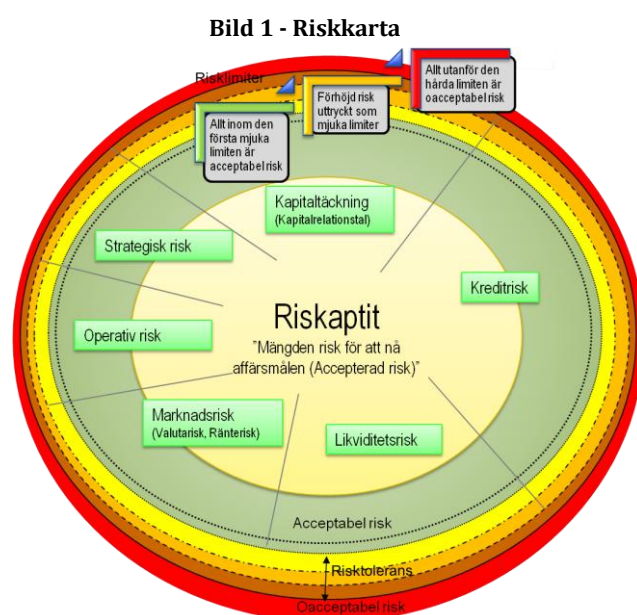 Bild 1 - Riskkarta
Risklimiter
Allt inom den
första mjuka
limiten är
acceptabel risk
Förhöjd risk
uttryckt som
mjuka limiter
Allt utanför den
hårda limiten är
oacceptabel risk
Kapitaltäckning
(Kapitalrelationstal)
Strategisk risk
Kreditrisk
Operativ risk
Riskaptit
"Mängden risk för att nå
affärsmålen (Accepterad risk)"
Marknadsrisk
(Valutarisk, Ränterisk)
Likviditetsrisk
Acceptabel risk
Risktolerans
Oacceptabel risk